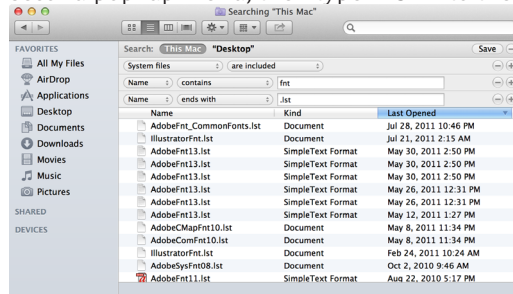 Searching "This Mac"
FAVORITES
All My Files
AirDrop
Applications
Desktop
Documents
Downloads
Movies
Music
Pictures
SHARED
DEVICES
Search: This Mac "Desktop" Save
System files are included
Name contains fnt
Name ends with .lst
Name Kind Last Opened
AdobeFnt_CommonFonts.lst Document Jul 28, 2011 10:46 PM
IllustratorFnt.lst Document Jul 21, 2011 2:15 AM
AdobeFnt13.lst SimpleText Format May 30, 2011 2:50 PM
AdobeFnt13.lst SimpleText Format May 30, 2011 2:50 PM
AdobeFnt13.lst SimpleText Format May 30, 2011 2:50 PM
AdobeFnt13.lst SimpleText Format May 26, 2011 12:31 PM
AdobeFnt13.lst SimpleText Format May 26, 2011 12:31 PM
AdobeFnt13.lst SimpleText Format May 12, 2011 1:27 PM
AdobeCMapFnt10.lst Document May 8, 2011 11:34 PM
AdobeComFnt10.lst Document May 8, 2011 11:34 PM
IllustratorFnt.lst Document Feb 24, 2011 10:24 AM
AdobeSysFnt08.lst Document Oct 2, 2010 9:46 AM
AdobeFnt11.lst SimpleText Format Aug 22, 2010 5:17 PM